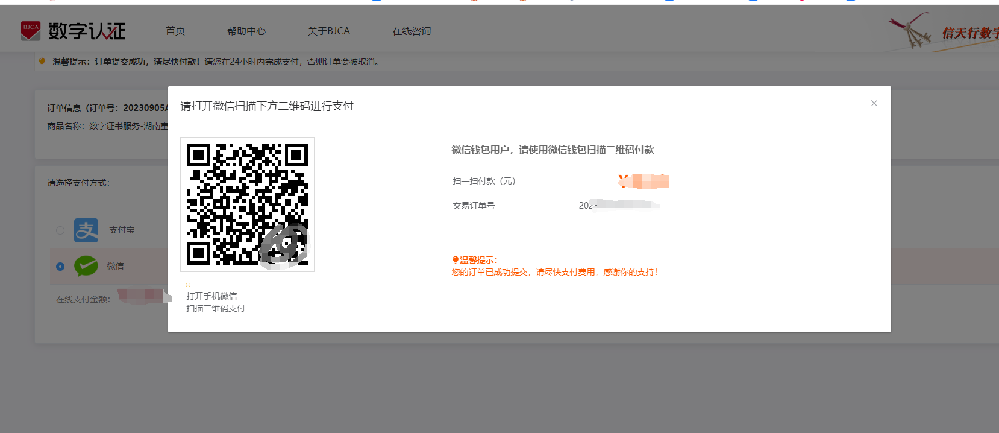 BJCA 数字认证 首页 帮助中心 关于BJCA 在线咨询
信天行数字
温馨提示：订单提交成功，请尽快付款！请您在24小时内完成支付，否则订单会被取消。
订单信息（订单号：20230905A
商品名称：数字证书服务-湖南重
请选择支付方式：
支付宝
微信
在线支付金额：
请打开微信扫描下方二维码进行支付
微信钱包用户，请使用微信钱包扫描二维码付款
扫一扫付款（元） ¥
交易订单号 202
温馨提示：
您的订单已成功提交，请尽快支付费用，感谢你的支持！
打开手机微信
扫描二维码支付